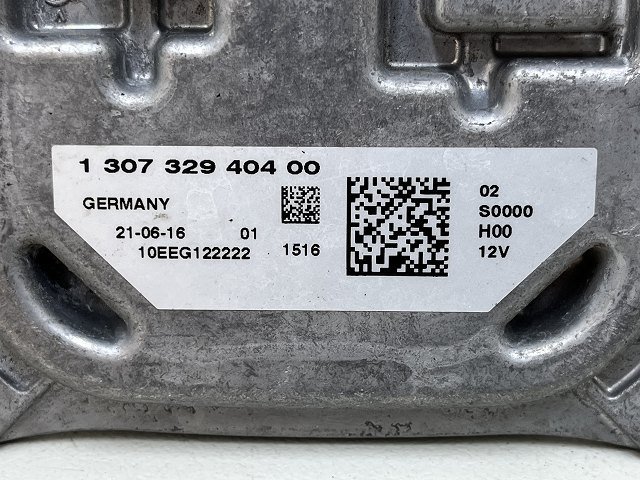 1 307 329 404 00
GERMANY
21-06-16 01
10EEG122222 1516
02
S0000
H00
12V